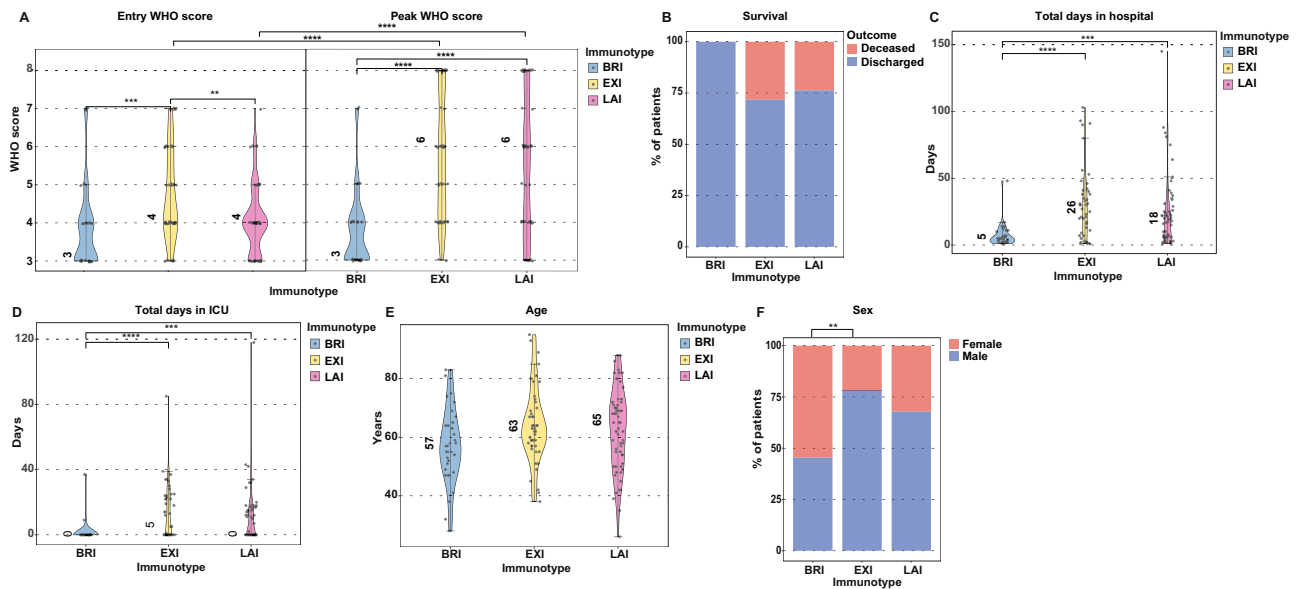 A
Entry WHO score
Peak WHO score
****
****
****
****
***
**
WHO score
8
7
6
5
4
3
3
4
4
3
6
6
BRI
EXI
LAI
Immunotype
Immunotype
BRI
EXI
LAI
B
Survival
100
75
50
25
0
% of patients
BRI
EXI
LAI
Immunotype
Outcome
Deceased
Discharged
C
Total days in hospital
***
****
150
100
50
0
Days
5
26
18
BRI
EXI
LAI
Immunotype
Immunotype
BRI
EXI
LAI
D
Total days in ICU
***
****
120
80
40
0
Days
0
5
0
BRI
EXI
LAI
Immunotype
Immunotype
BRI
EXI
LAI
E
Age
80
60
40
Years
57
63
65
BRI
EXI
LAI
Immunotype
Immunotype
BRI
EXI
LAI
F
Sex
**
100
75
50
25
0
% of patients
BRI
EXI
LAI
Immunotype
Female
Male